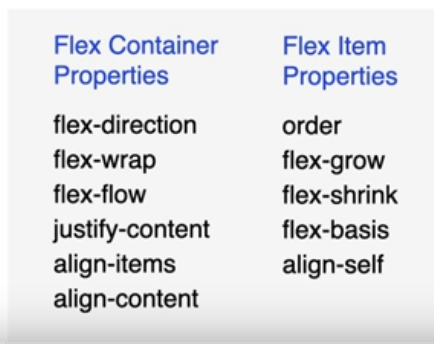 Flex Container
Properties
flex-direction
flex-wrap
flex-flow
justify-content
align-items
align-content
Flex Item
Properties
order
flex-grow
flex-shrink
flex-basis
align-self